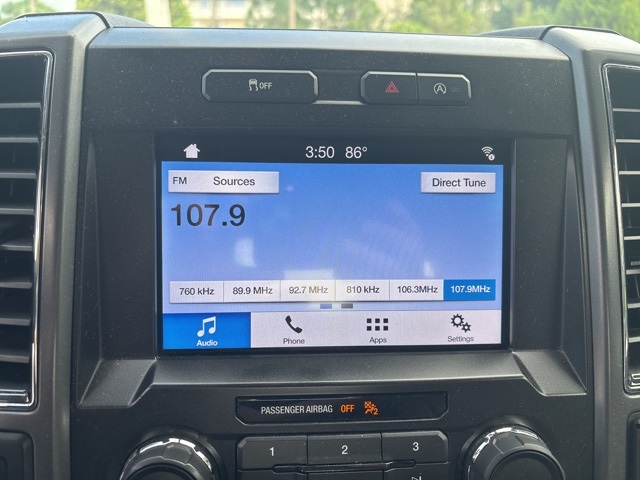 OFF
A
3:50 86°
FM Sources Direct Tune
107.9
760 kHz 89.9 MHz 92.7 MHz 810 kHz 106.3MHz 107.9MHz
Audio Phone Apps Settings
PASSENGER AIRBAG OFF 2
1 2 3